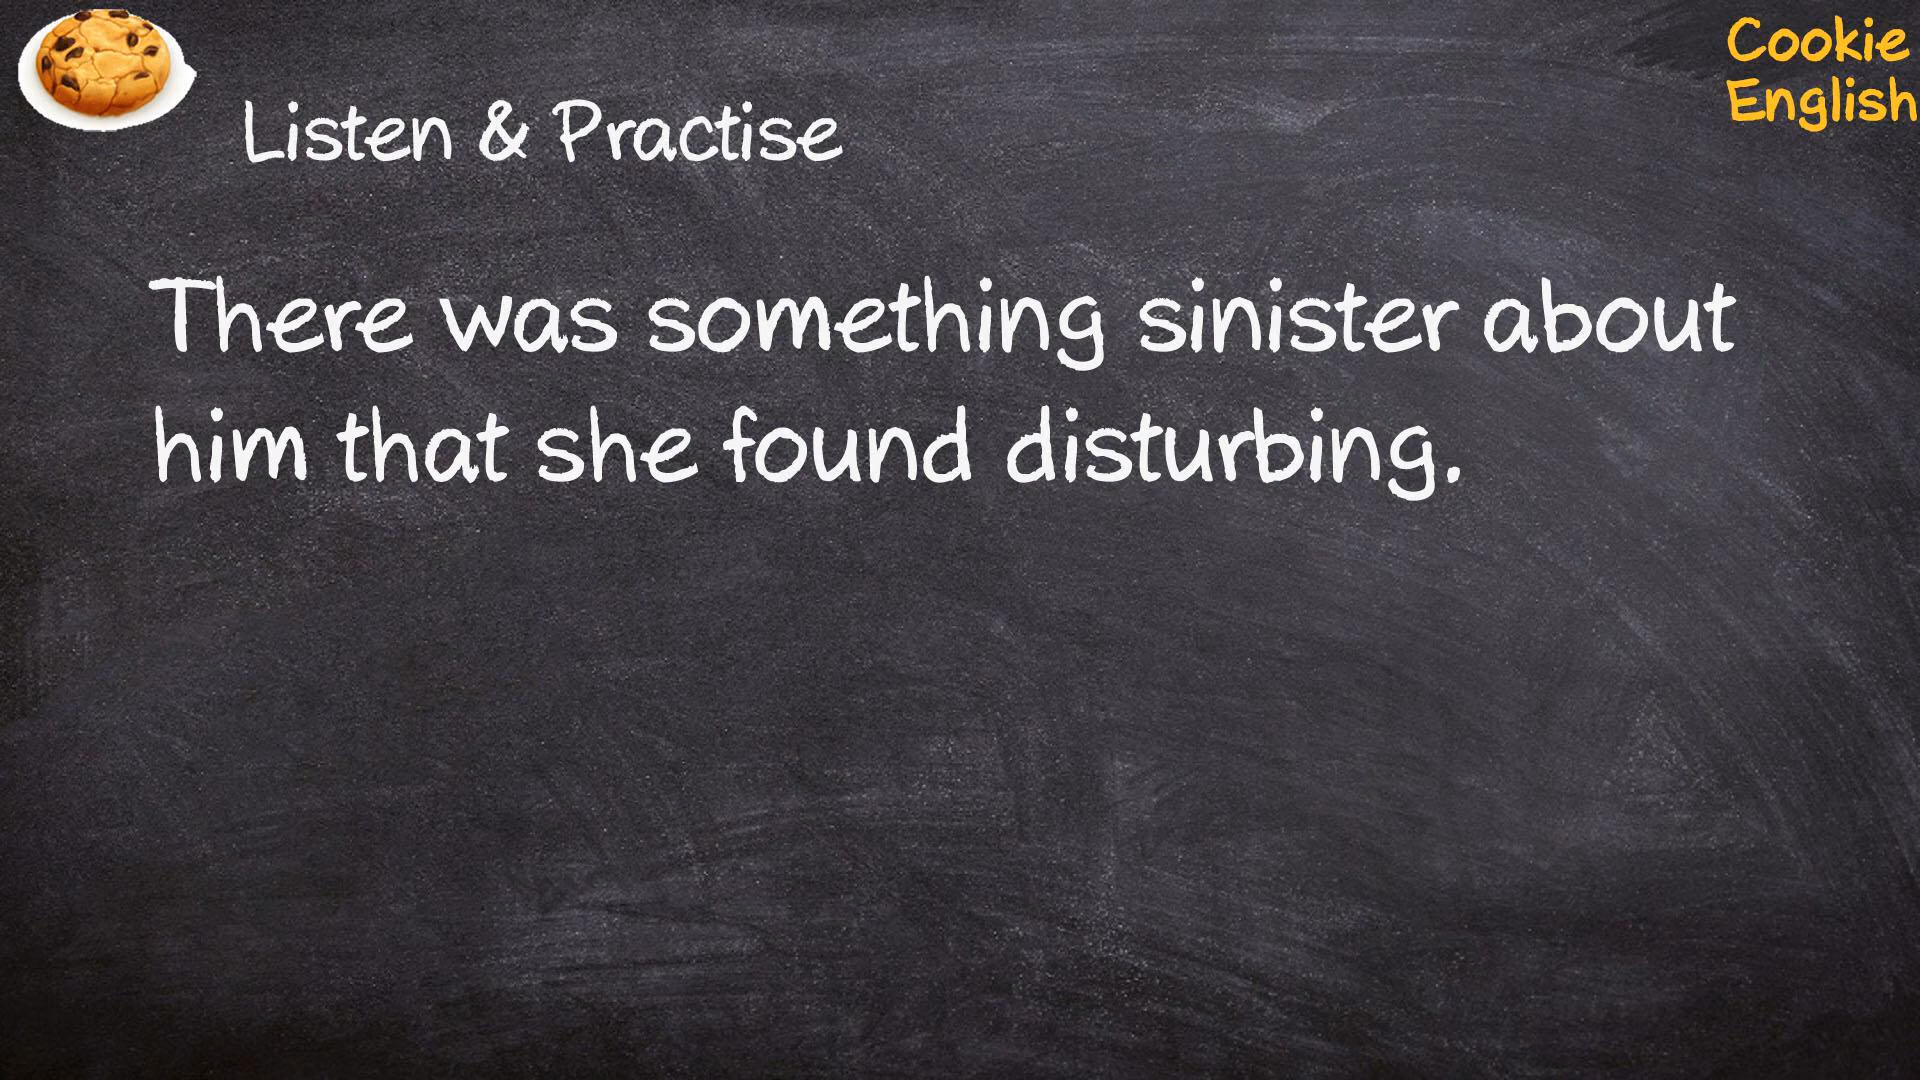 Cookie
English
Listen & Practise
There was something sinister about
him that she found disturbing.